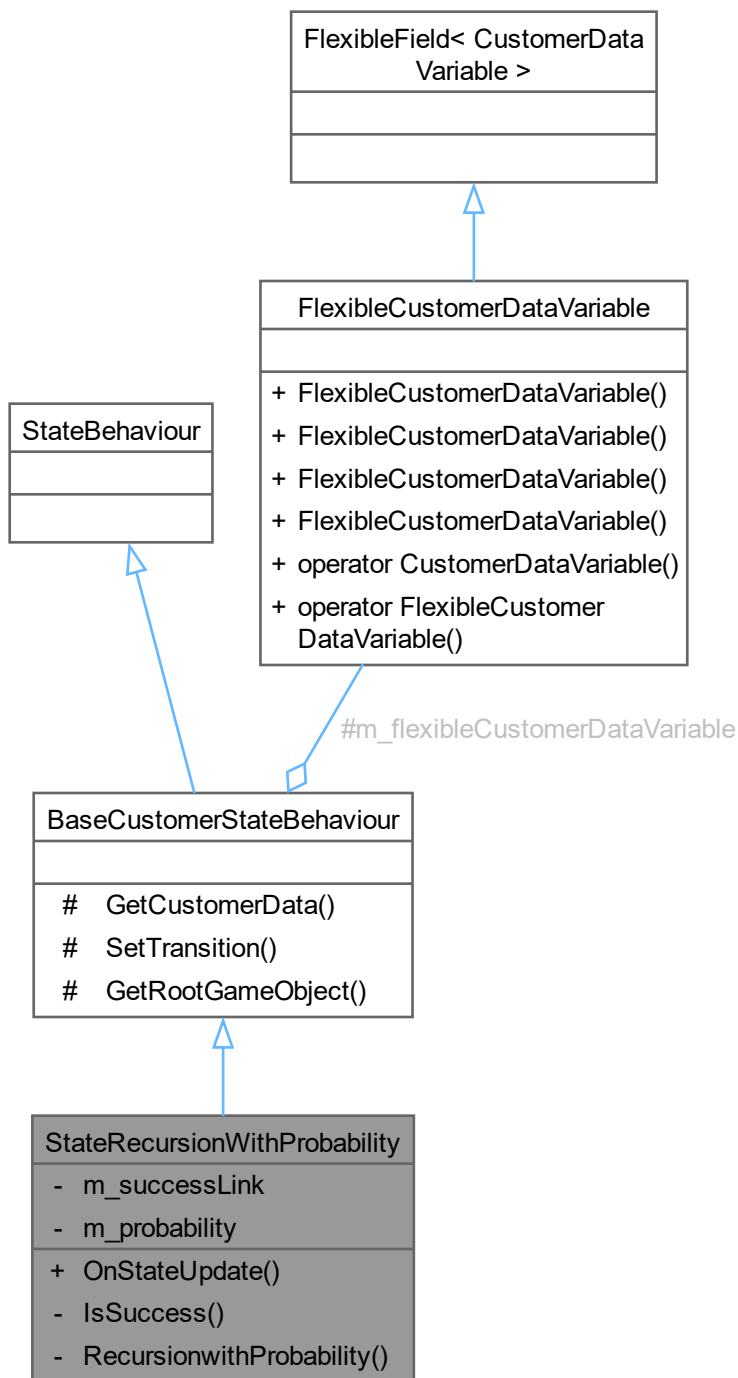 FlexibleField< CustomerData
Variable >
FlexibleCustomerDataVariable
+ FlexibleCustomerDataVariable()
+ FlexibleCustomerDataVariable()
+ FlexibleCustomerDataVariable()
+ FlexibleCustomerDataVariable()
+ operator CustomerDataVariable()
+ operator FlexibleCustomer
DataVariable()
StateBehaviour
#m_flexibleCustomerDataVariable
BaseCustomerStateBehaviour
# GetCustomerData()
# SetTransition()
# GetRootGameObject()
StateRecursionWithProbability
- m_successLink
- m_probability
+ OnStateUpdate()
- IsSuccess()
- RecursionwithProbability()